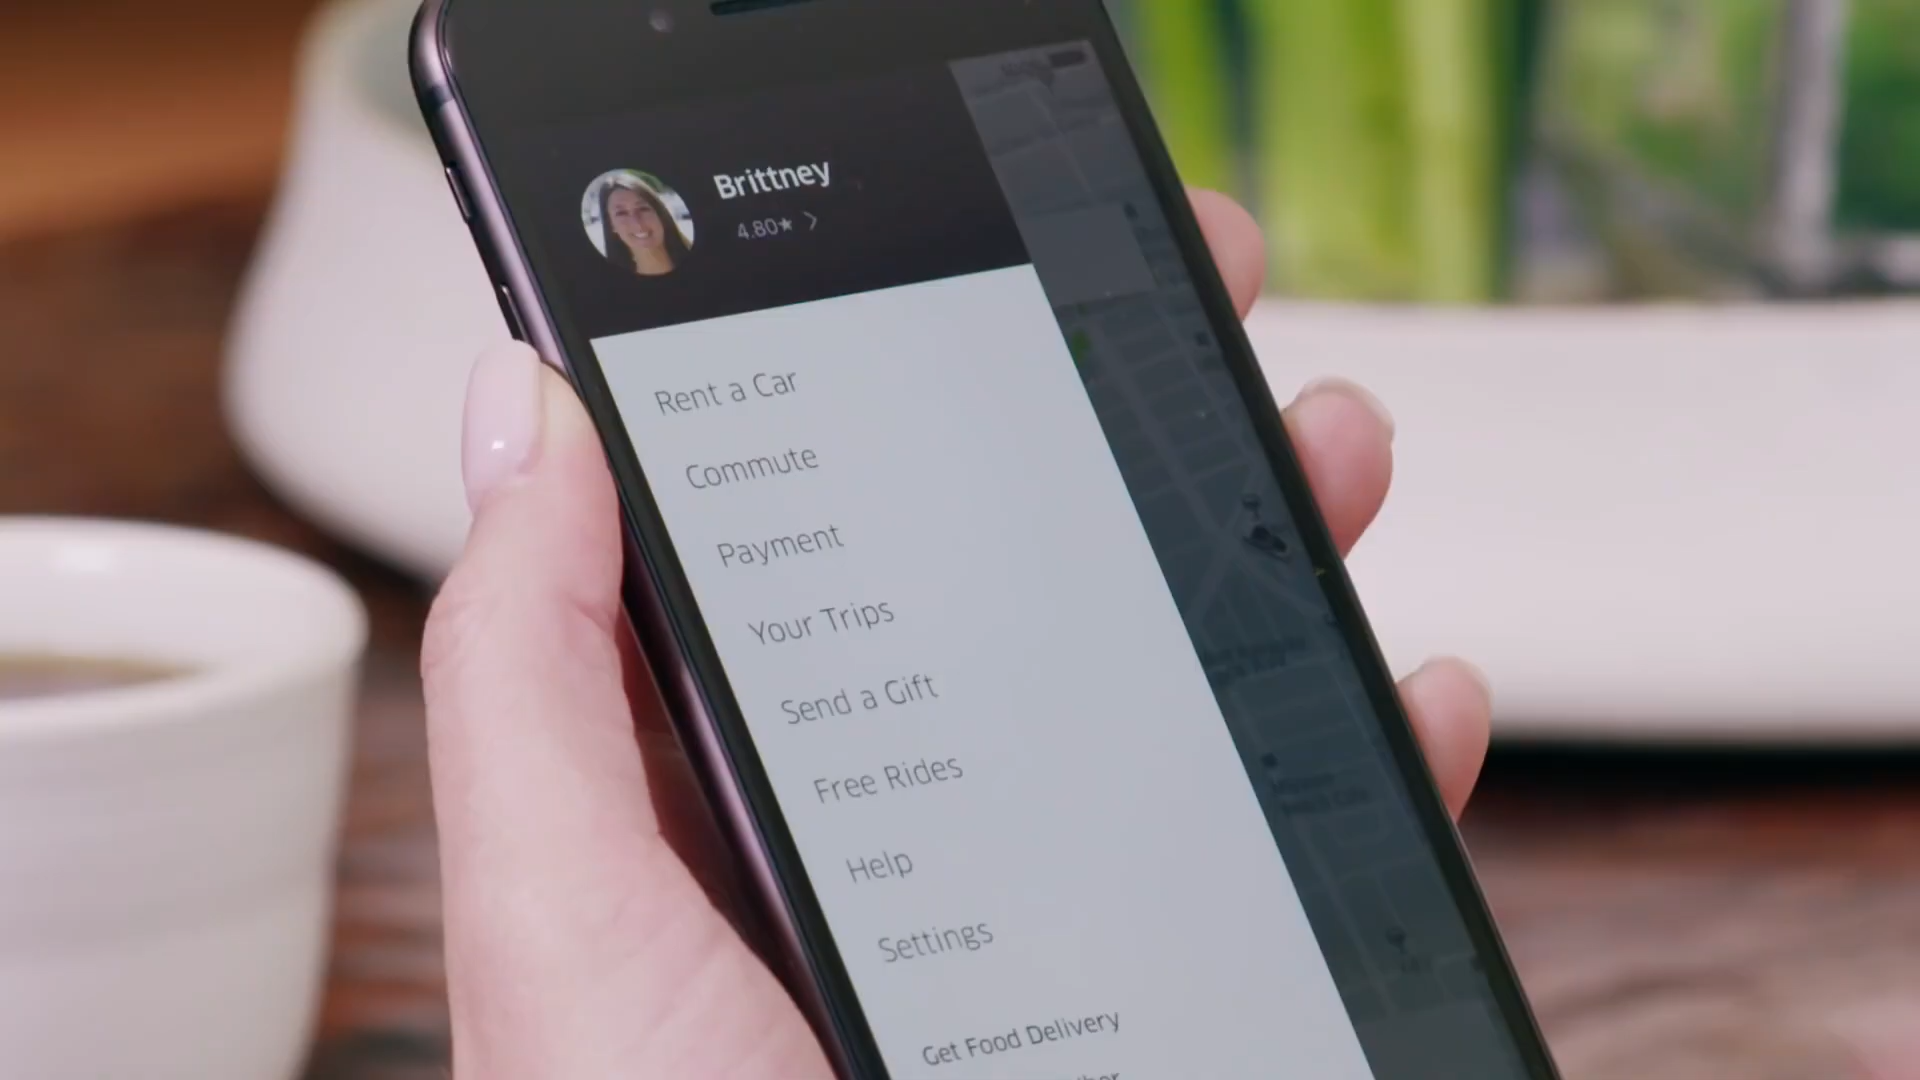 Brittney
4.80★ >
Rent a Car
Commute
Payment
Your Trips
Send a Gift
Free Rides
Help
Settings
Get Food Delivery